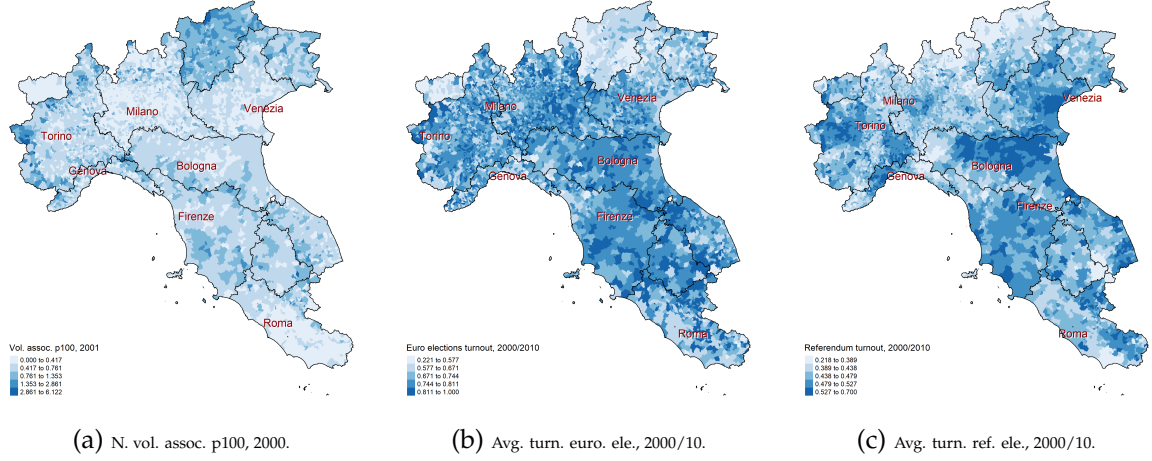 Milano
Venezia
Torino
Bologna
Genova
Firenze
Roma
Vol. assoc. p100, 2001
0.000 to 0.417
0.417 to 0.761
0.761 to 1.353
1.353 to 2.861
2.861 to 6.122
(a) N. vol. assoc. p100, 2000.
Milano
Venezia
Torino
Bologna
Genova
Firenze
Roma
Euro elections turnout, 2000/2010
0.221 to 0.577
0.577 to 0.671
0.671 to 0.744
0.744 to 0.811
0.811 to 1.000
(b) Avg. turn. euro. ele., 2000/10.
Milano
Venezia
Torino
Bologna
Genova
Firenze
Roma
Referendum turnout, 2000/2010
0.218 to 0.389
0.389 to 0.438
0.438 to 0.479
0.479 to 0.527
0.527 to 0.700
(c) Avg. turn. ref. ele., 2000/10.